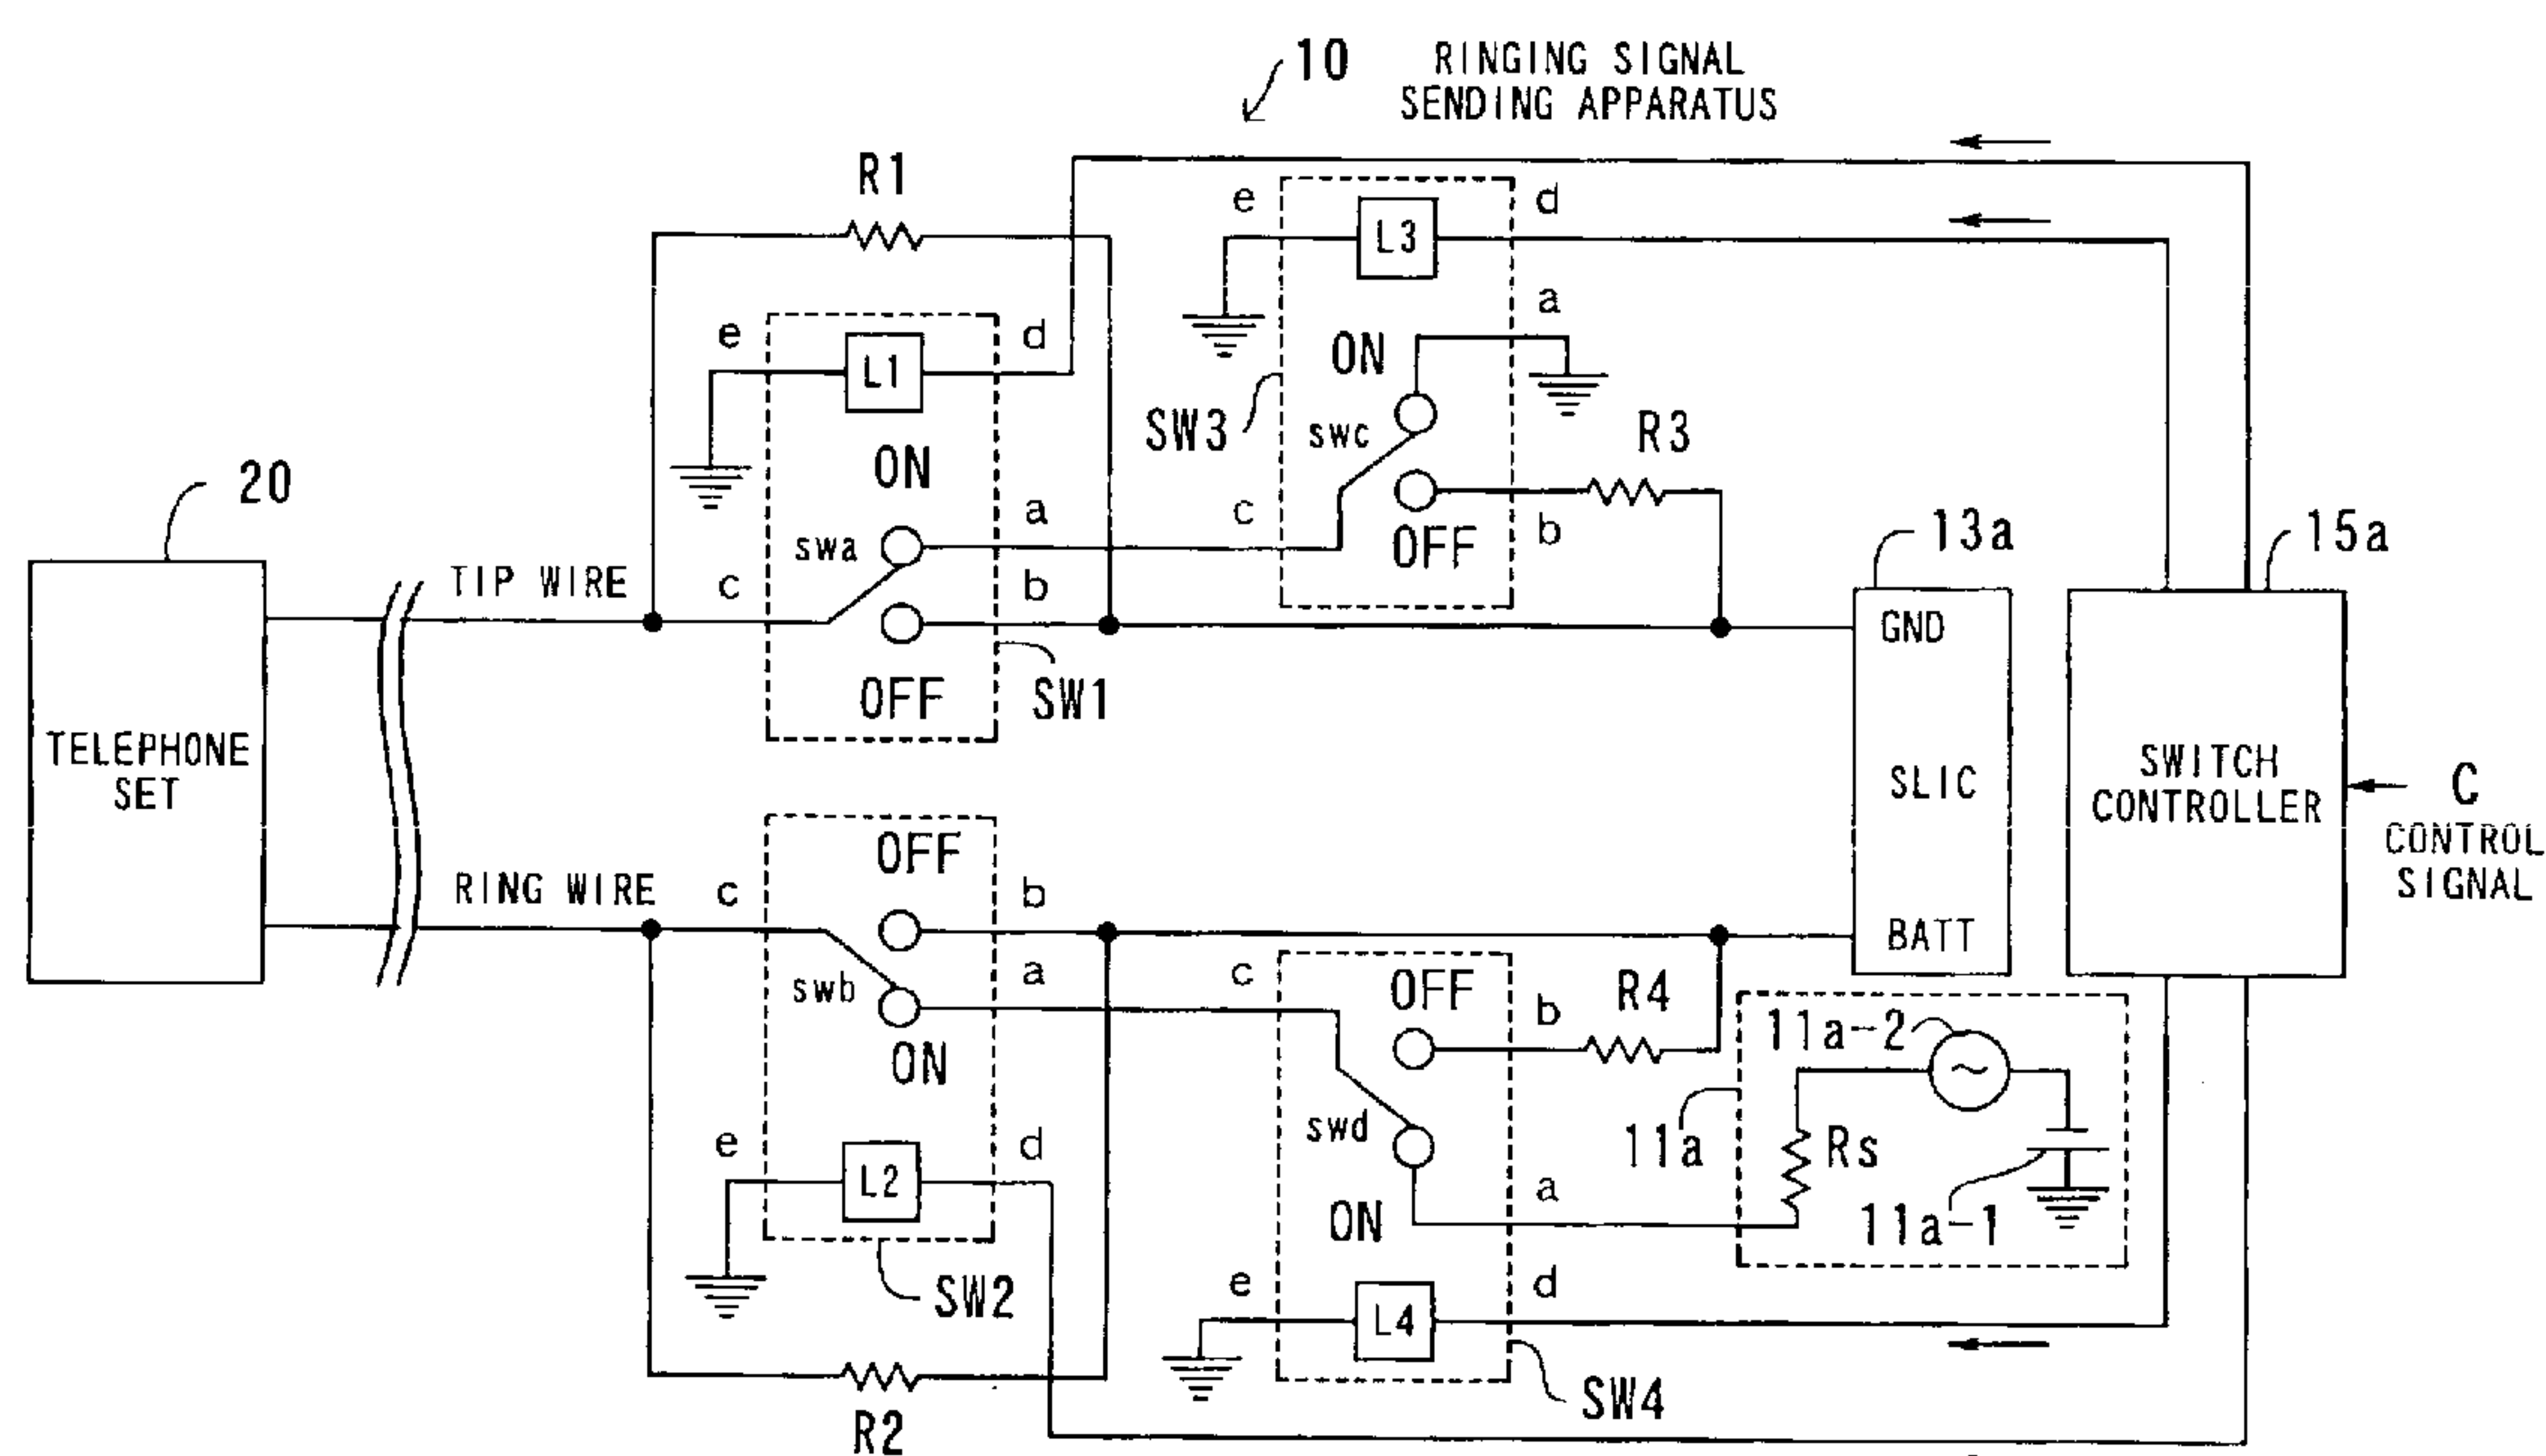 10
RINGING SIGNAL
SENDING APPARATUS
R1
e
L3
d
a
ON
e
L1
d
SW3
swc
R3
ON
20
a
c
OFF
b
13a
15a
swa
TIP WIRE
c
b
GND
OFF
SW1
TELEPHONE
SET
SLIC
SWITCH
CONTROLLER
C
CONTROL
SIGNAL
OFF
RING WIRE
c
b
BATT
swb
a
c
OFF
b
R4
11a-2
~
ON
swd
11a
Rs
e
L2
d
a
11a-1
ON
SW2
e
L4
d
SW4
R2